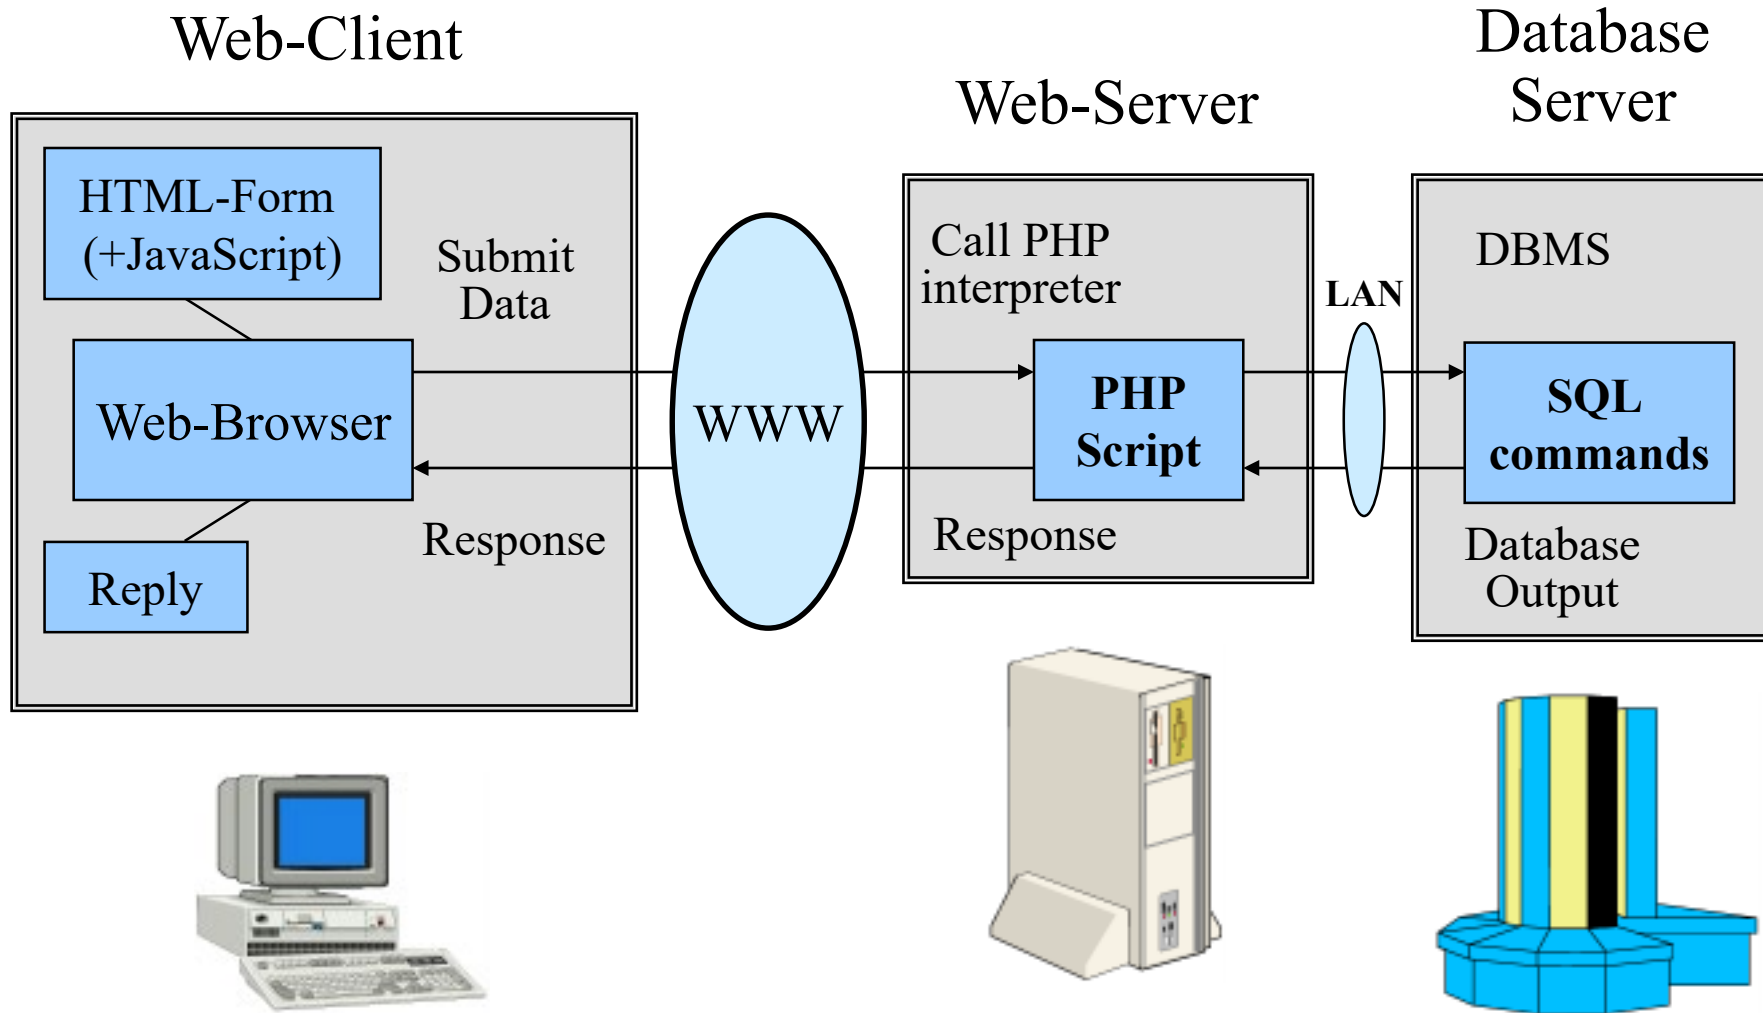 Web-Client
HTML-Form
(+JavaScript)
Submit
Data
Web-Browser
Response
Reply
WWW
Web-Server
Call PHP
interpreter
PHP
Script
Response
LAN
Database
Server
DBMS
SQL
commands
Database
Output